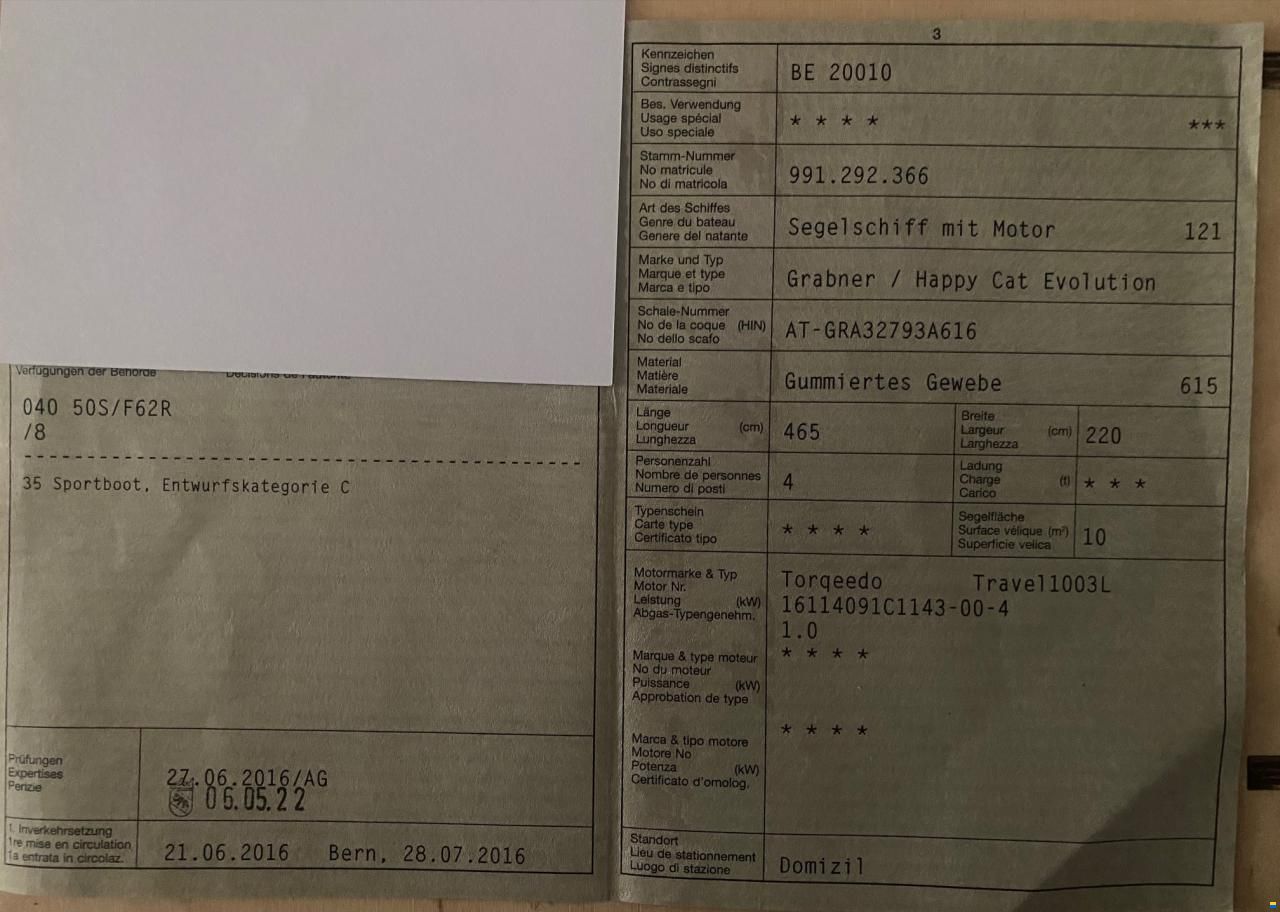 Verfügungen der Behörde
040 50S/F62R
/8
35 Sportboot, Entwurfskategorie C
Prüfungen
Expertises
Perizie
27.06.2016/AG
06.05.22
1. Inverkehrsetzung
1re mise en circulation
1a entrata in circolaz.
21.06.2016 Bern, 28.07.2016
3
Kennzeichen
Signes distinctifs
Contrassegni
BE 20010
Bes. Verwendung
Usage spécial
Uso speciale
* * * * ***
Stamm-Nummer
No matricule
No di matricola
991.292.366
Art des Schiffes
Genre du bateau
Genere del natante
Segelschiff mit Motor 121
Marke und Typ
Marque et type
Marca e tipo
Grabner / Happy Cat Evolution
Schale-Nummer
No de la coque (HIN)
No dello scafo
AT-GRA32793A616
Material
Matière
Materiale
Gummiertes Gewebe 615
Länge
Longueur (cm)
Lunghezza
465
Breite
Largeur (cm)
Larghezza
220
Personenzahl
Nombre de personnes
Numero di posti
4
Ladung
Charge (t)
Carico
* * *
Typenschein
Carte type
Certificato tipo
* * * *
Segelfläche
Surface vélique (m²)
Superficie velica
10
Motormarke & Typ
Motor Nr.
Leistung (kW)
Abgas-Typengenehm.
Torqeedo Travel1003L
16114091C1143-00-4
1.0
* * * *
Marque & type moteur
No du moteur
Puissance (kW)
Approbation de type
* * * *
Marca & tipo motore
Motore No
Potenza (kW)
Certificato d'omolog.
Standort
Lieu de stationnement
Luogo di stazione
Domizil